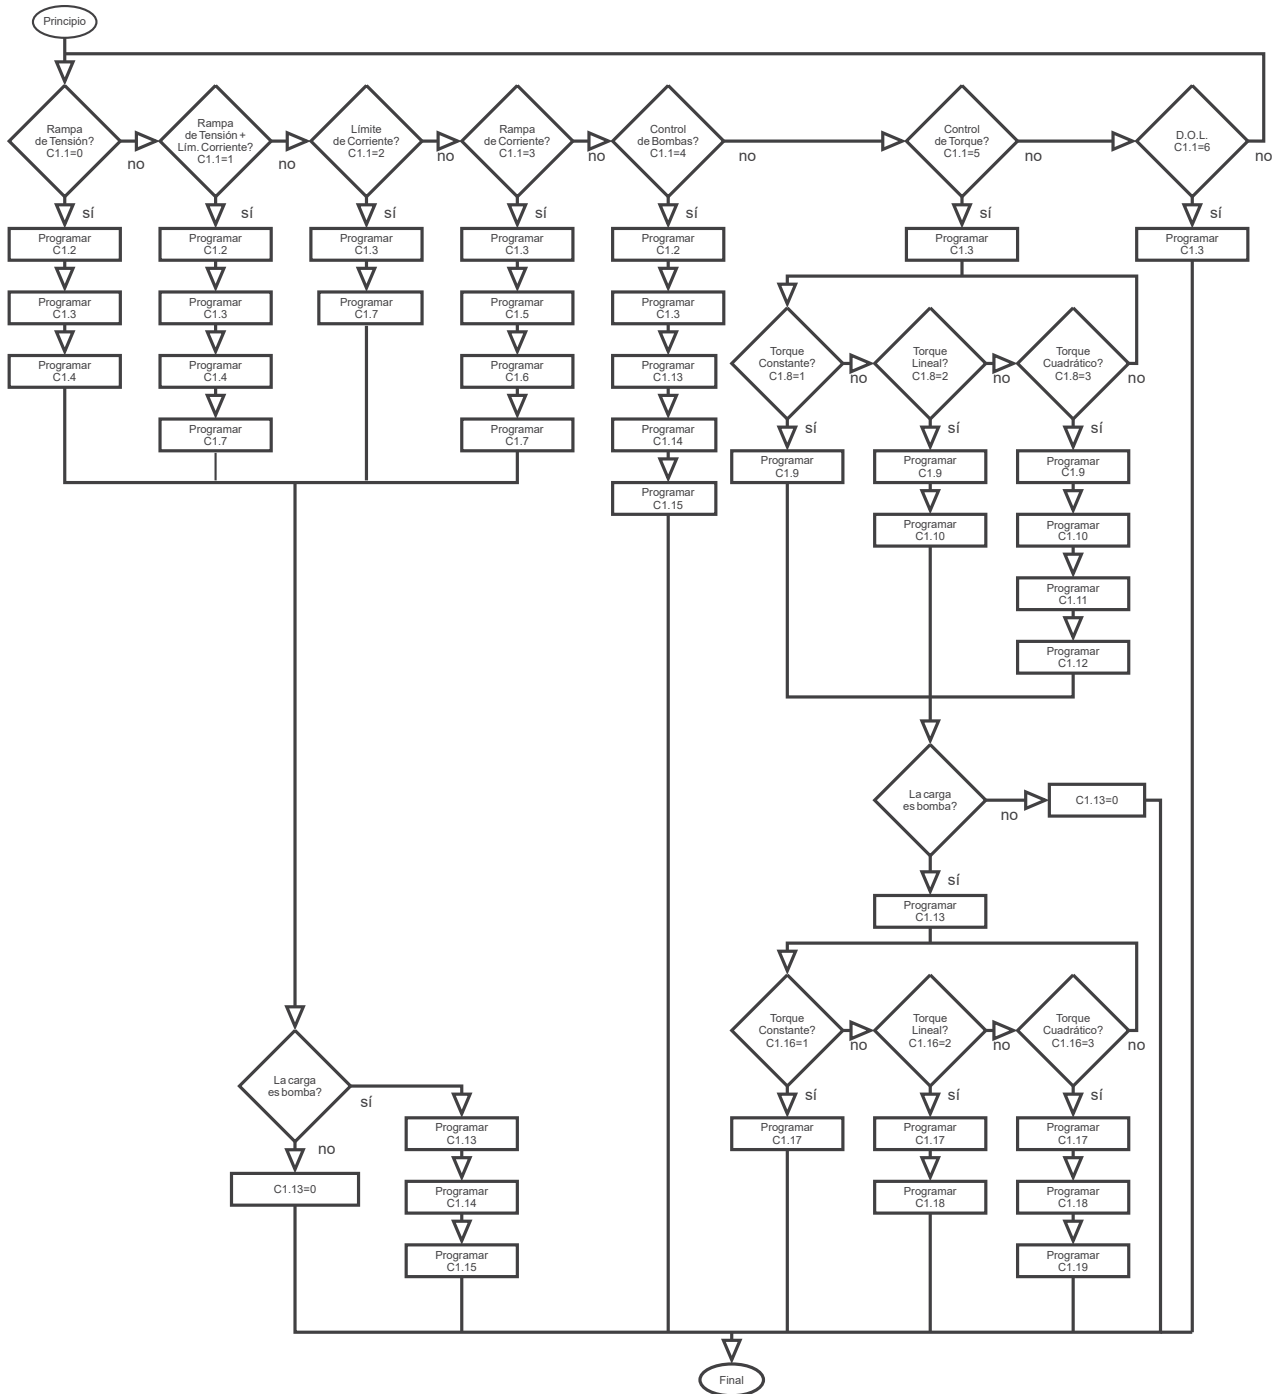 Principio
Rampa
de Tensión?
C1.1=0
no
Rampa
de Tensión +
Lím. Corriente?
C1.1=1
no
Límite
de Corriente?
C1.1=2
no
Rampa
de Corriente?
C1.1=3
no
Control
de Bombas?
C1.1=4
no
Control
de Torque?
C1.1=5
no
D.O.L.
C1.1=6
no
sí
sí
sí
sí
sí
sí
sí
Programar
C1.2
Programar
C1.2
Programar
C1.3
Programar
C1.3
Programar
C1.2
Programar
C1.3
Programar
C1.3
Programar
C1.3
Programar
C1.3
Programar
C1.7
Programar
C1.5
Programar
C1.3
Programar
C1.4
Programar
C1.4
Programar
C1.6
Programar
C1.13
Torque
Constante?
C1.8=1
no
Torque
Lineal?
C1.8=2
no
Torque
Cuadrático?
C1.8=3
no
Programar
C1.7
Programar
C1.7
Programar
C1.14
sí
sí
sí
Programar
C1.9
Programar
C1.9
Programar
C1.9
Programar
C1.15
Programar
C1.10
Programar
C1.10
Programar
C1.11
Programar
C1.12
La carga
es bomba?
no
C1.13=0
sí
Programar
C1.13
Torque
Constante?
C1.16=1
no
Torque
Lineal?
C1.16=2
no
Torque
Cuadrático?
C1.16=3
no
La carga
es bomba?
sí
no
sí
sí
sí
Programar
C1.13
Programar
C1.17
Programar
C1.17
Programar
C1.17
C1.13=0
Programar
C1.14
Programar
C1.18
Programar
C1.18
Programar
C1.15
Programar
C1.19
Final